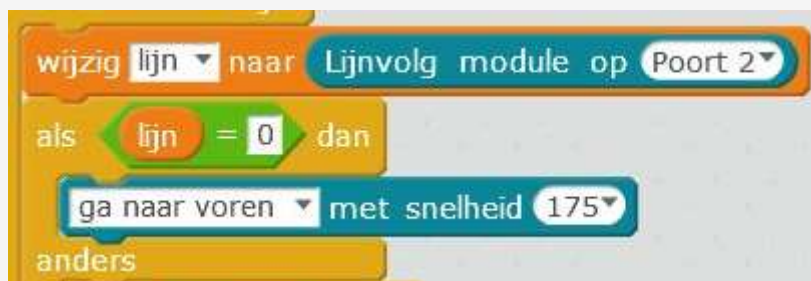 wijzig lijn naar Lijnvolg module op Poort 2
als lijn = 0 dan
ga naar voren met snelheid 175
anders